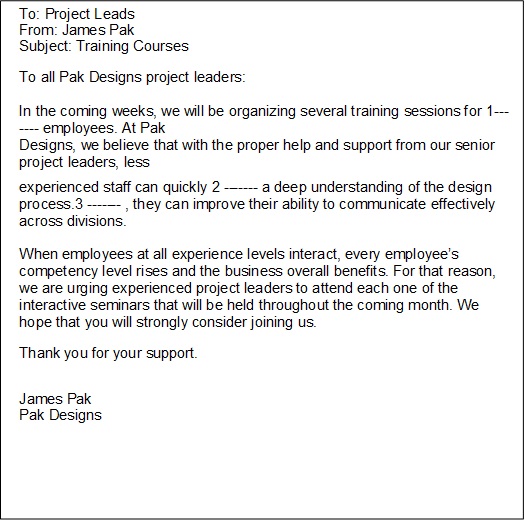 To: Project Leads
From: James Pak
Subject: Training Courses
To all Pak Designs project leaders:
In the coming weeks, we will be organizing several training sessions for 1---
---- employees. At Pak
Designs, we believe that with the proper help and support from our senior
project leaders, less
experienced staff can quickly 2 ------- a deep understanding of the design
process.3 ------- , they can improve their ability to communicate effectively
across divisions.
When employees at all experience levels interact, every employee's
competency level rises and the business overall benefits. For that reason,
we are urging experienced project leaders to attend each one of the
interactive seminars that will be held throughout the coming month. We
hope that you will strongly consider joining us.
Thank you for your support.
James Pak
Pak Designs